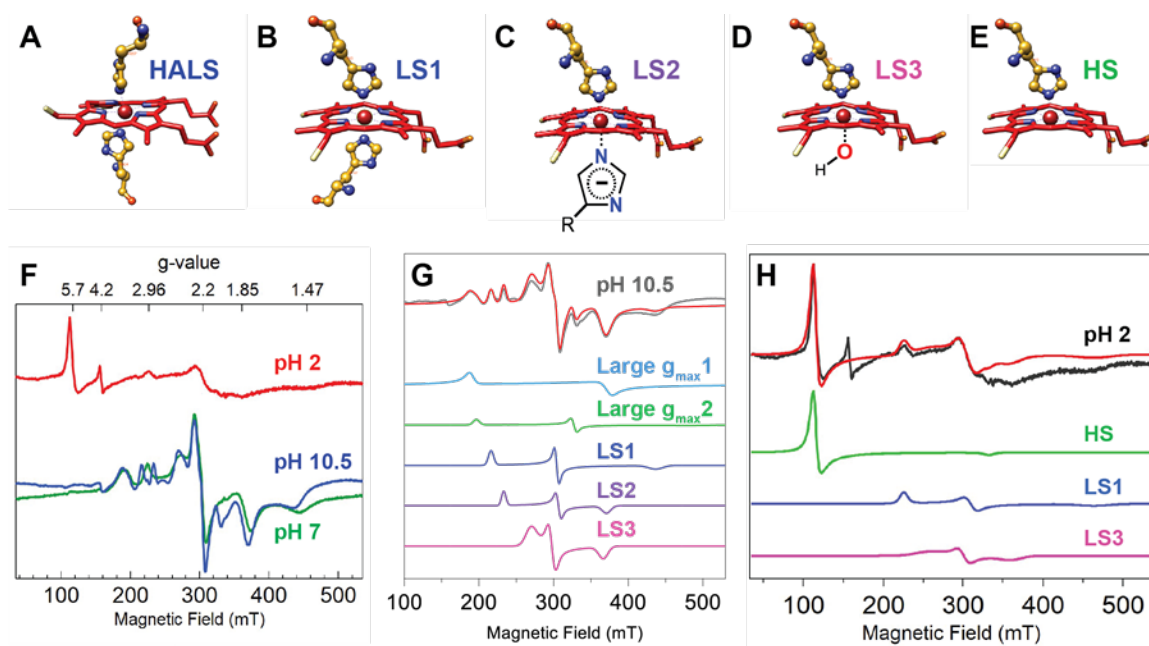 A
HALS
B
LS1
C
LS2
N
N
R
D
LS3
O
H
E
HS
F
g-value
5.7 4.2 2.96 2.2 1.85 1.47
pH 2
pH 10.5
pH 7
100 200 300 400 500
Magnetic Field (mT)
G
pH 10.5
Large gmax1
Large gmax2
LS1
LS2
LS3
100 200 300 400 500
Magnetic Field (mT)
H
pH 2
HS
LS1
LS3
100 200 300 400 500
Magnetic Field (mT)